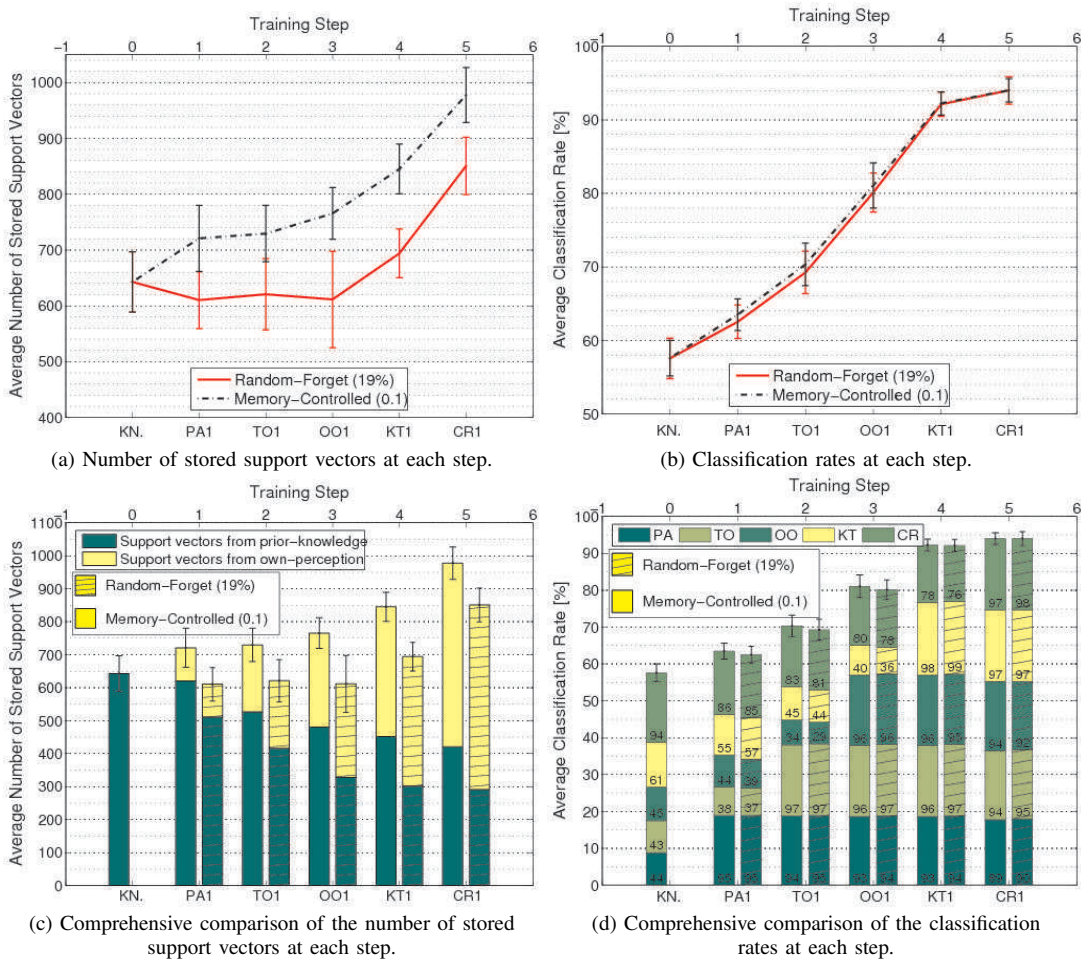 Training Step
−1 0 1 2 3 4 5 6
1000
900
800
700
600
500
400
Average Number of Stored Support Vectors
Random−Forget (19%)
Memory−Controlled (0.1)
KN. PA1 TO1 OO1 KT1 CR1
(a) Number of stored support vectors at each step.
Training Step
−1 0 1 2 3 4 5 6
100
90
80
70
60
50
Average Classification Rate [%]
Random−Forget (19%)
Memory−Controlled (0.1)
KN. PA1 TO1 OO1 KT1 CR1
(b) Classification rates at each step.
Training Step
−1 0 1 2 3 4 5 6
1100
1000
900
800
700
600
500
400
300
200
100
0
Average Number of Stored Support Vectors
Support vectors from prior−knowledge
Support vectors from own−perception
Random−Forget (19%)
Memory−Controlled (0.1)
KN. PA1 TO1 OO1 KT1 CR1
(c) Comprehensive comparison of the number of stored
support vectors at each step.
Training Step
0 1 2 3 4 5 6
100
90
80
70
60
50
40
30
20
10
0
Average Classification Rate [%]
PA TO OO KT CR
Random−Forget (19%)
Memory−Controlled (0.1)
94 86 85 83 81 80 78 78 76 97 98
61 55 57 45 44 40 36 98 99 97 97
44 39 34 29 96 96 96 95 94 92
43 38 37 97 97 96 97 96 97 94 95
44
KN. PA1 TO1 OO1 KT1 CR1
(d) Comprehensive comparison of the classification
rates at each step.